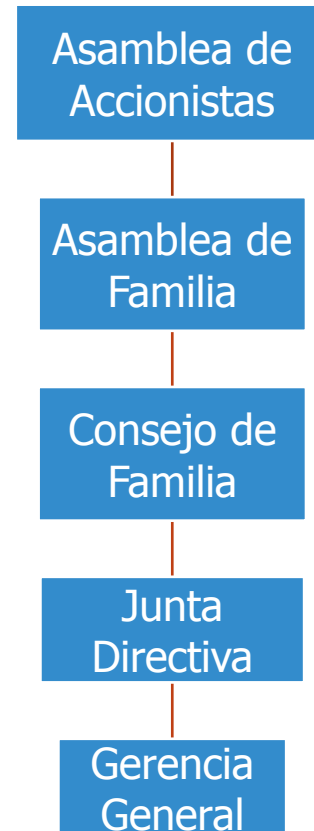 Asamblea de
Accionistas
Asamblea de
Familia
Consejo de
Familia
Junta
Directiva
Gerencia
General